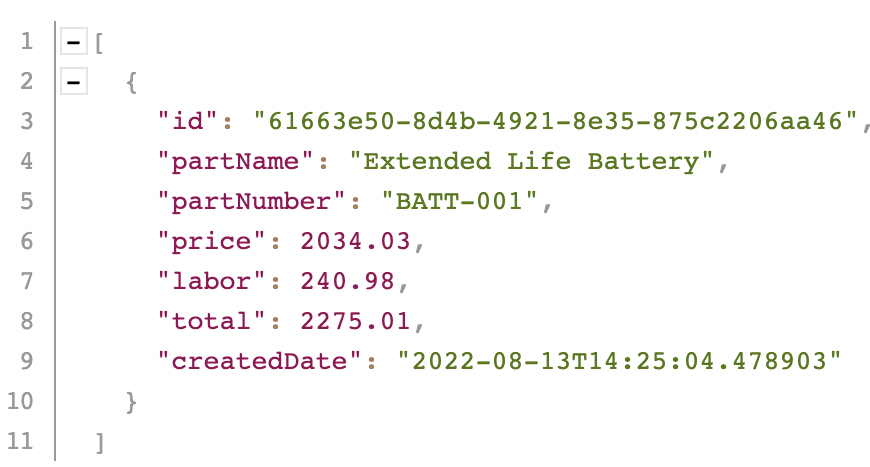 1 [
2 {
3 "id": "61663e50-8d4b-4921-8e35-875c2206aa46",
4 "partName": "Extended Life Battery",
5 "partNumber": "BATT-001",
6 "price": 2034.03,
7 "labor": 240.98,
8 "total": 2275.01,
9 "createdDate": "2022-08-13T14:25:04.478903"
10 }
11 ]